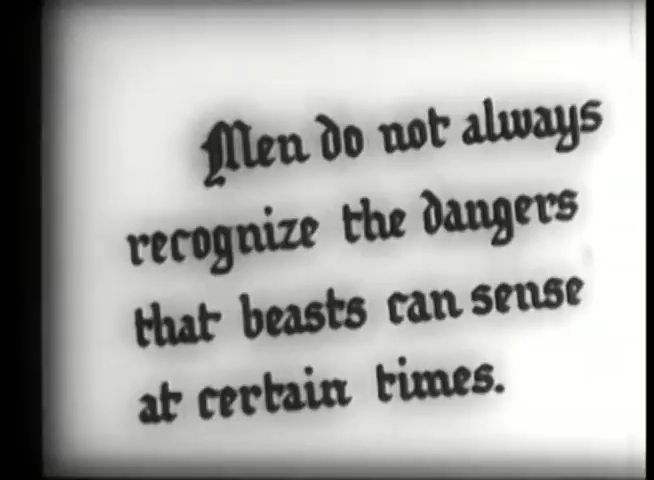 Men do not always
recognize the dangers
that beasts can sense
at certain times.